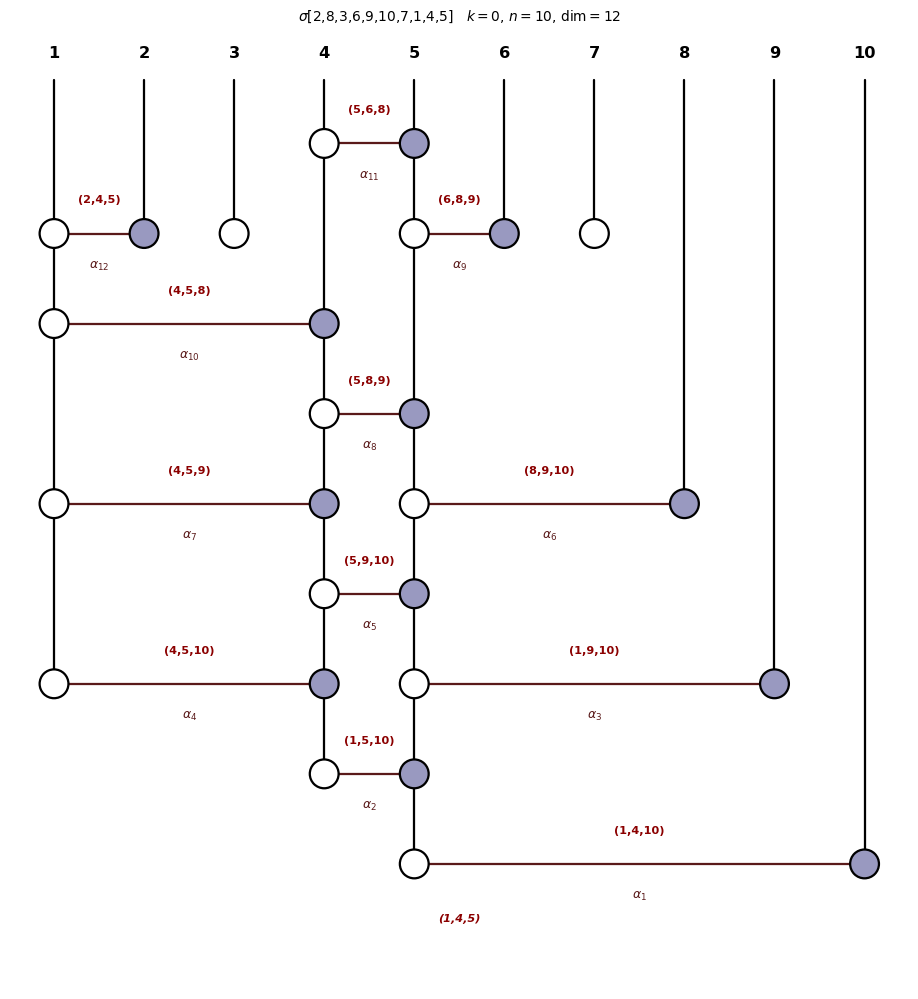 σ[2,8,3,6,9,10,7,1,4,5]   k = 0, n = 10, dim = 12
1 2 3 4 5 6 7 8 9 10
(5,6,8)
α₁₁
(2,4,5) (6,8,9)
α₁₂ α₉
(4,5,8)
α₁₀
(5,8,9)
α₈
(4,5,9) (8,9,10)
α₇ α₆
(5,9,10)
α₅
(4,5,10) (1,9,10)
α₄ α₃
(1,5,10)
α₂
(1,4,10)
α₁
(1,4,5)